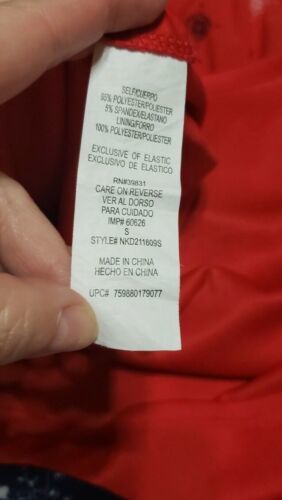 SELF/CUERPO
95% POLYESTER/POLIESTER
5% SPANDEX/ELASTANO
LINING/FORRO
100% POLYESTER/POLIESTER
EXCLUSIVE OF ELASTIC
EXCLUSIVO DE ELASTICO
RN#39831
CARE ON REVERSE
VER AL DORSO
PARA CUIDADO
IMP# 60626
S
STYLE# NKD211609S
MADE IN CHINA
HECHO EN CHINA
UPC# 759880179077